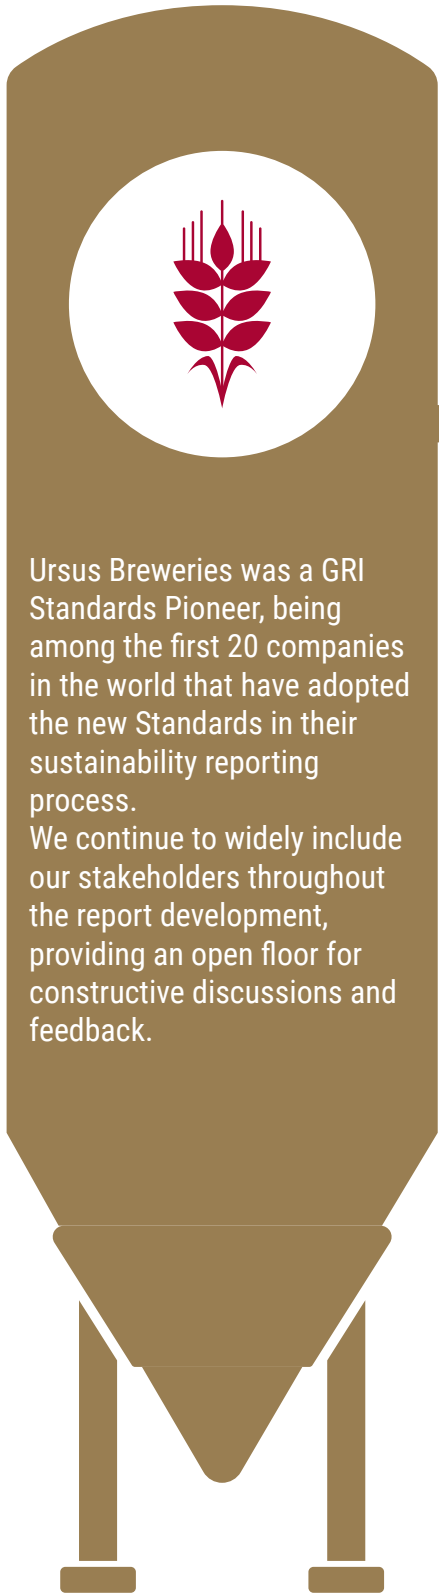 Ursus Breweries was a GRI
Standards Pioneer, being
among the first 20 companies
in the world that have adopted
the new Standards in their
sustainability reporting
process.
We continue to widely include
our stakeholders throughout
the report development,
providing an open floor for
constructive discussions and
feedback.